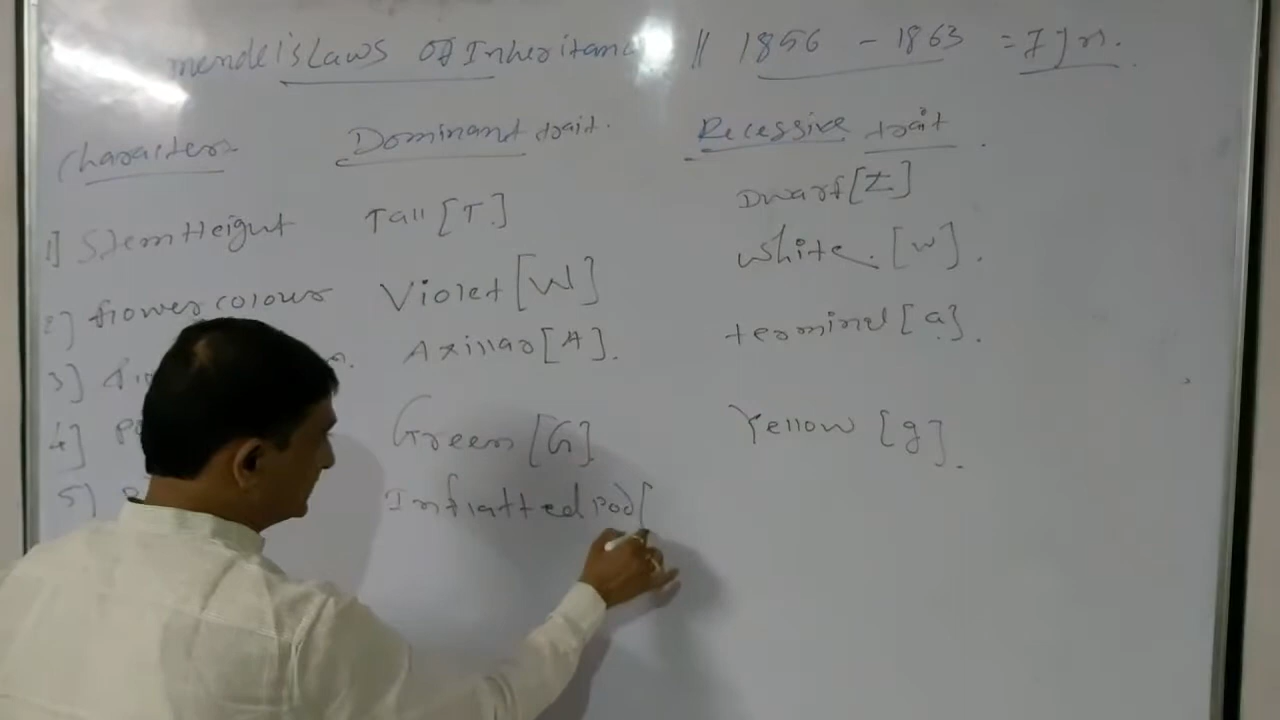 Mendel's Laws Of Inheritance || 1856 - 1863 = 7 yr.
Characters Dominant trait. Recessive trait.
1] Stem Height Tall [T] Dwarf [t]
2] flower colour Violet [W] White. [w].
3] Axillar [A]. terminal [a].
4] Green [G] Yellow [g].
5] Inflatted Pod [